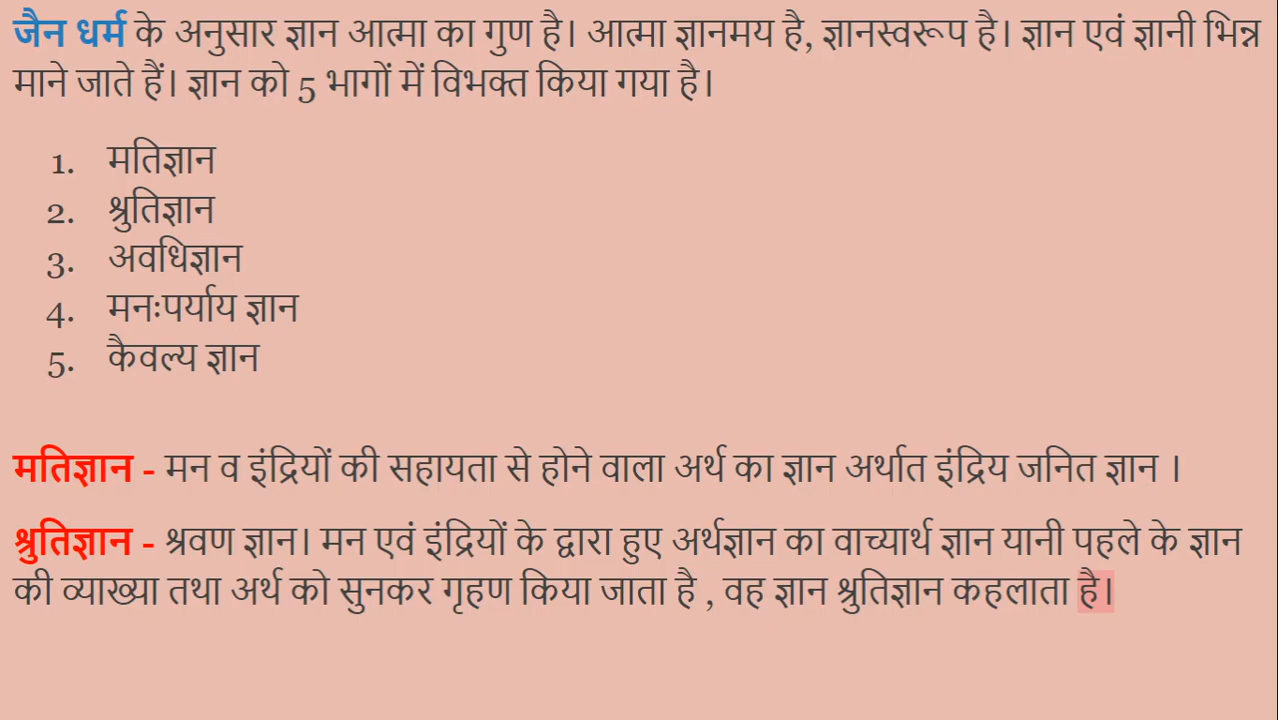 जैन धर्म के अनुसार ज्ञान आत्मा का गुण है। आत्मा ज्ञानमय है, ज्ञानस्वरूप है। ज्ञान एवं ज्ञानी भिन्न
माने जाते हैं। ज्ञान को 5 भागों में विभक्त किया गया है।
1. मतिज्ञान
2. श्रुतिज्ञान
3. अवधिज्ञान
4. मनःपर्याय ज्ञान
5. कैवल्य ज्ञान
मतिज्ञान - मन व इंद्रियों की सहायता से होने वाला अर्थ का ज्ञान अर्थात इंद्रिय जनित ज्ञान ।
श्रुतिज्ञान - श्रवण ज्ञान। मन एवं इंद्रियों के द्वारा हुए अर्थज्ञान का वाच्यार्थ ज्ञान यानी पहले के ज्ञान
की व्याख्या तथा अर्थ को सुनकर गृहण किया जाता है , वह ज्ञान श्रुतिज्ञान कहलाता है।